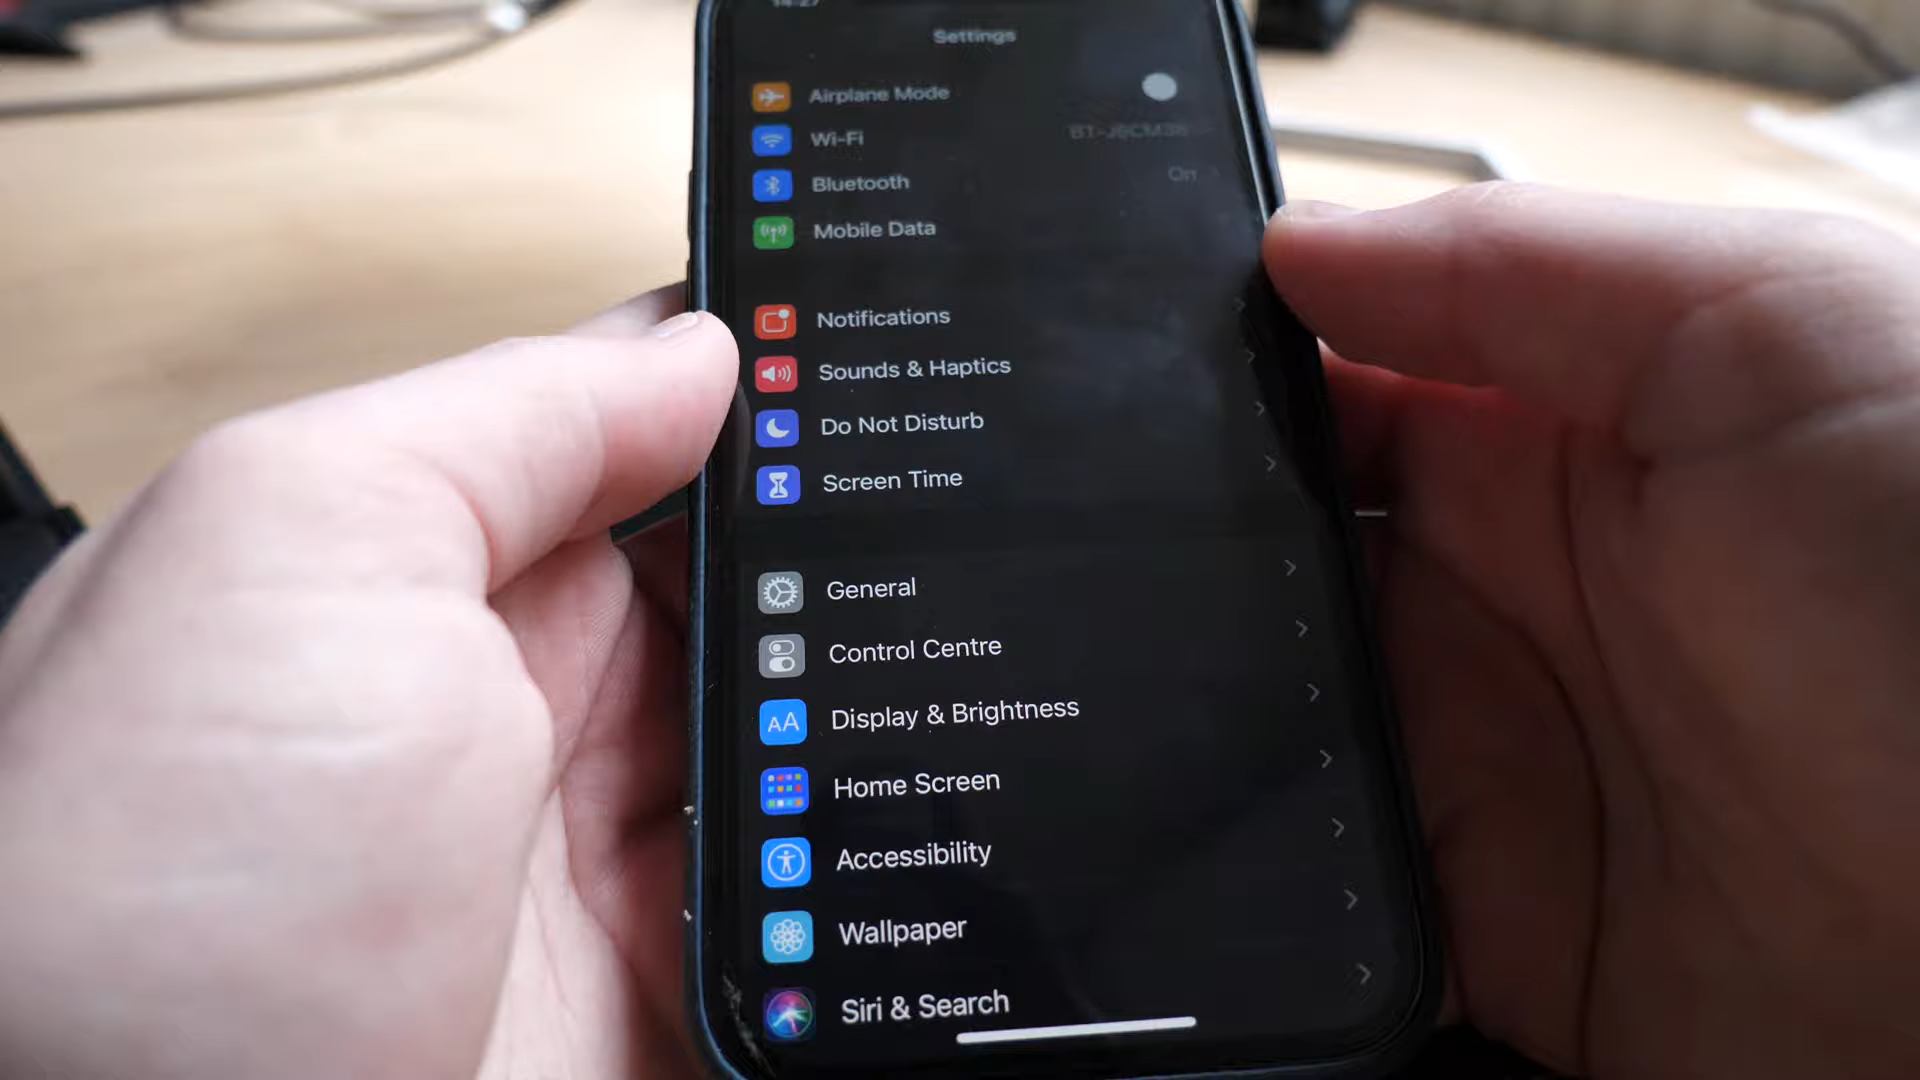 Settings
Airplane Mode
Wi-Fi
Bluetooth On
Mobile Data
Notifications
Sounds & Haptics
Do Not Disturb
Screen Time
General
Control Centre
AA Display & Brightness
Home Screen
Accessibility
Wallpaper
Siri & Search